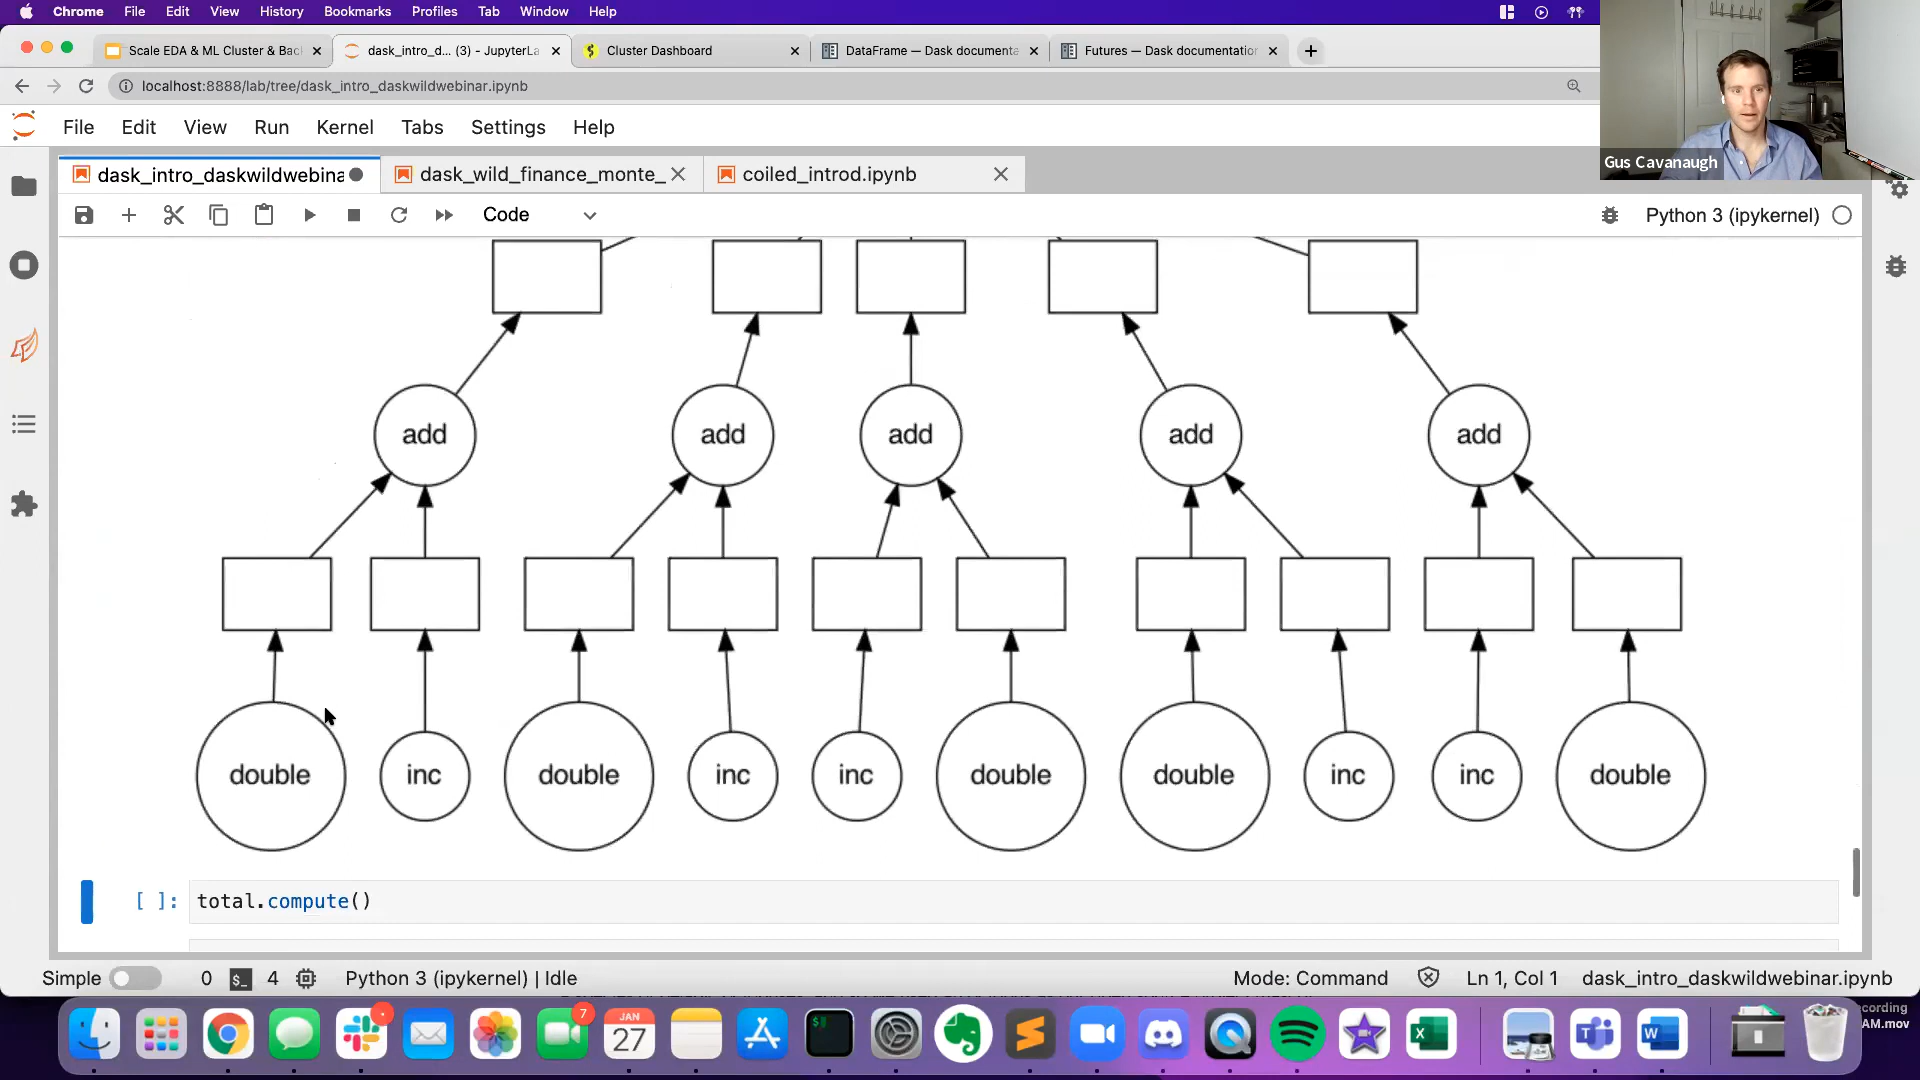 Chrome File Edit View History Bookmarks Profiles Tab Window Help
Scale EDA & ML Cluster & Bac
dask_intro_d... (3) - JupyterLa
Cluster Dashboard
DataFrame — Dask documenta
Futures — Dask documentation
localhost:8888/lab/tree/dask_intro_daskwildwebinar.ipynb
Gus Cavanaugh
File Edit View Run Kernel Tabs Settings Help
dask_intro_daskwildwebina
dask_wild_finance_monte_
coiled_introd.ipynb
Code
Python 3 (ipykernel)
add add add add add
double inc double inc inc double double inc inc double
[ ]: total.compute()
Simple 0 $_ 4 Python 3 (ipykernel) | Idle Mode: Command Ln 1, Col 1 dask_intro_daskwildwebinar.ipynb
7
JAN
27
cording
AM.mov